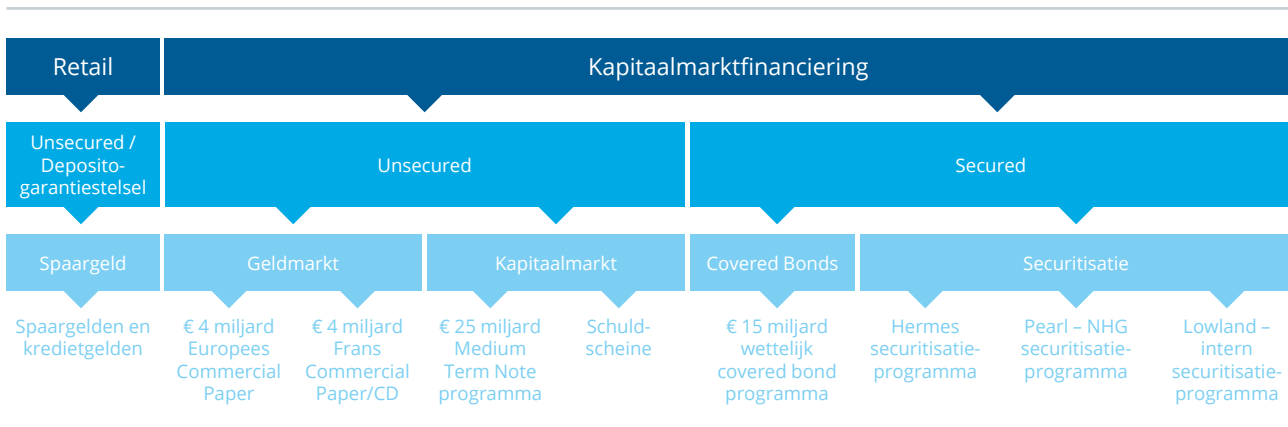 Retail
Kapitaalmarktfinanciering
Unsecured /
Deposito-
garantiestelsel
Unsecured
Secured
Spaargeld
Geldmarkt
Kapitaalmarkt
Covered Bonds
Securitisatie
Spaargelden en
kredietgelden
€ 4 miljard
Europees
Commercial
Paper
€ 4 miljard
Frans
Commercial
Paper/CD
€ 25 miljard
Medium
Term Note
programma
Schuld-
scheine
€ 15 miljard
wettelijk
covered bond
programma
Hermes
securitisatie-
programma
Pearl – NHG
securitisatie-
programma
Lowland –
intern
securitisatie-
programma